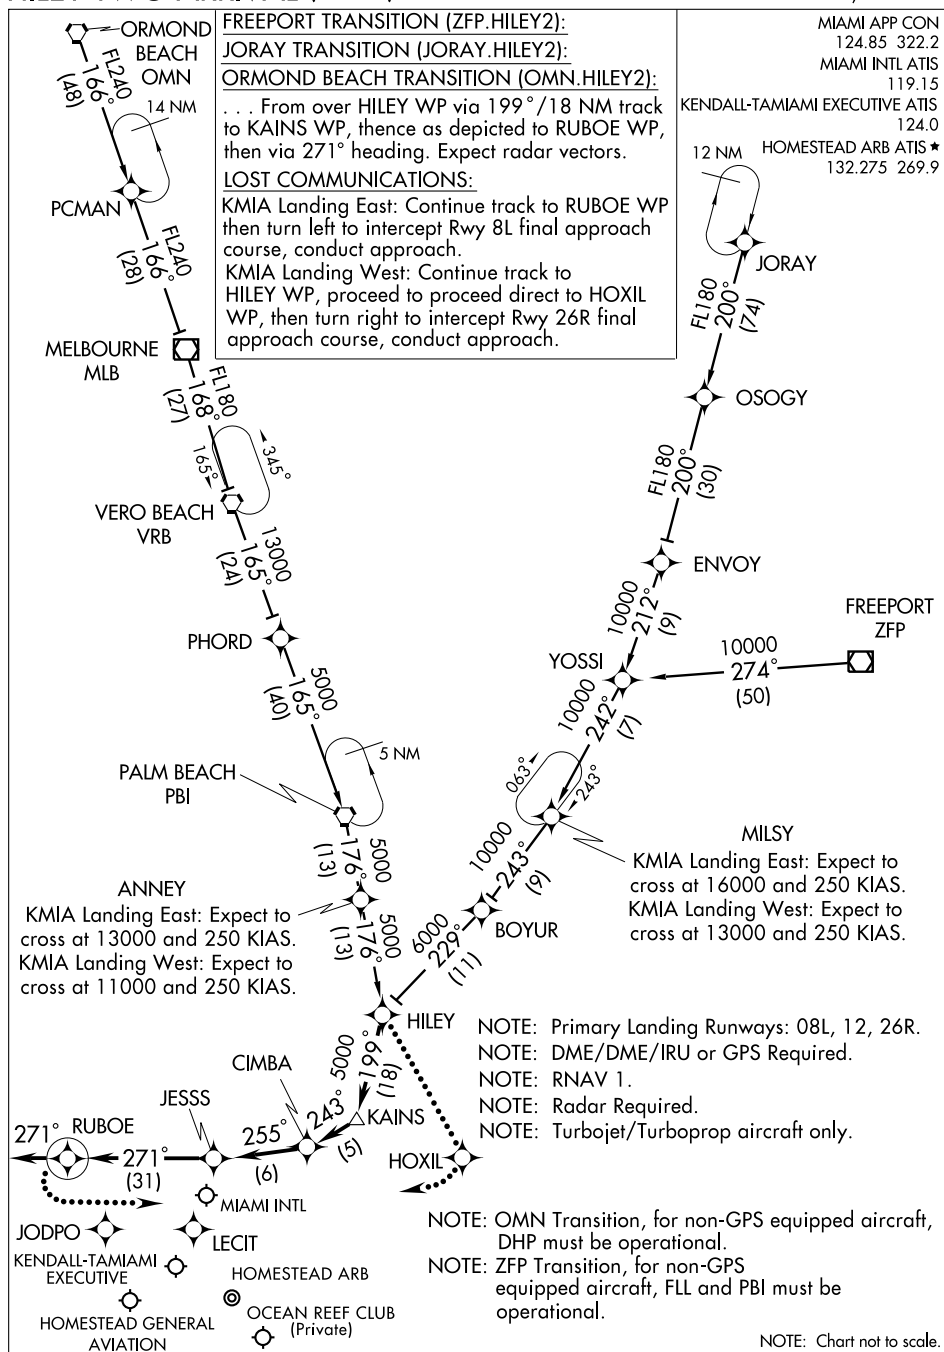 ORMOND
BEACH
OMN
FL240
166°
(48)
14 NM
PCMAN
FL240
166°
(28)
MELBOURNE
MLB
FL180
168°
(27)
165°
345°
VERO BEACH
VRB
13000
165°
(24)
PHORD
5000
165°
(40)
5 NM
PALM BEACH
PBI
5000
176°
(13)
ANNEY
KMIA Landing East: Expect to
cross at 13000 and 250 KIAS.
KMIA Landing West: Expect to
cross at 11000 and 250 KIAS.
5000
176°
(13)
FREEPORT TRANSITION (ZFP.HILEY2):
JORAY TRANSITION (JORAY.HILEY2):
ORMOND BEACH TRANSITION (OMN.HILEY2):
. . . From over HILEY WP via 199°/18 NM track
to KAINS WP, thence as depicted to RUBOE WP,
then via 271° heading. Expect radar vectors.
LOST COMMUNICATIONS:
KMIA Landing East: Continue track to RUBOE WP
then turn left to intercept Rwy 8L final approach
course, conduct approach.
KMIA Landing West: Continue track to
HILEY WP, proceed to proceed direct to HOXIL
WP, then turn right to intercept Rwy 26R final
approach course, conduct approach.
MIAMI APP CON
124.85 322.2
MIAMI INTL ATIS
119.15
KENDALL-TAMIAMI EXECUTIVE ATIS
124.0
HOMESTEAD ARB ATIS ★
132.275 269.9
12 NM
JORAY
FL180
200°
(74)
OSOGY
FL180
200°
(30)
ENVOY
10000
212°
(9)
FREEPORT
ZFP
10000
274°
(50)
YOSSI
10000
242°
(7)
063°
243°
MILSY
KMIA Landing East: Expect to
cross at 16000 and 250 KIAS.
KMIA Landing West: Expect to
cross at 13000 and 250 KIAS.
10000
243°
(9)
BOYUR
6000
229°
(11)
HILEY
5000
199°
(18)
KAINS
243°
(5)
CIMBA
255°
(6)
JESSS
271°
(31)
RUBOE
271°
HOXIL
MIAMI INTL
JODPO
LECIT
KENDALL-TAMIAMI
EXECUTIVE
HOMESTEAD ARB
HOMESTEAD GENERAL
AVIATION
OCEAN REEF CLUB
(Private)
NOTE: Primary Landing Runways: 08L, 12, 26R.
NOTE: DME/DME/IRU or GPS Required.
NOTE: RNAV 1.
NOTE: Radar Required.
NOTE: Turbojet/Turboprop aircraft only.
NOTE: OMN Transition, for non-GPS equipped aircraft,
DHP must be operational.
NOTE: ZFP Transition, for non-GPS
equipped aircraft, FLL and PBI must be
operational.
NOTE: Chart not to scale.